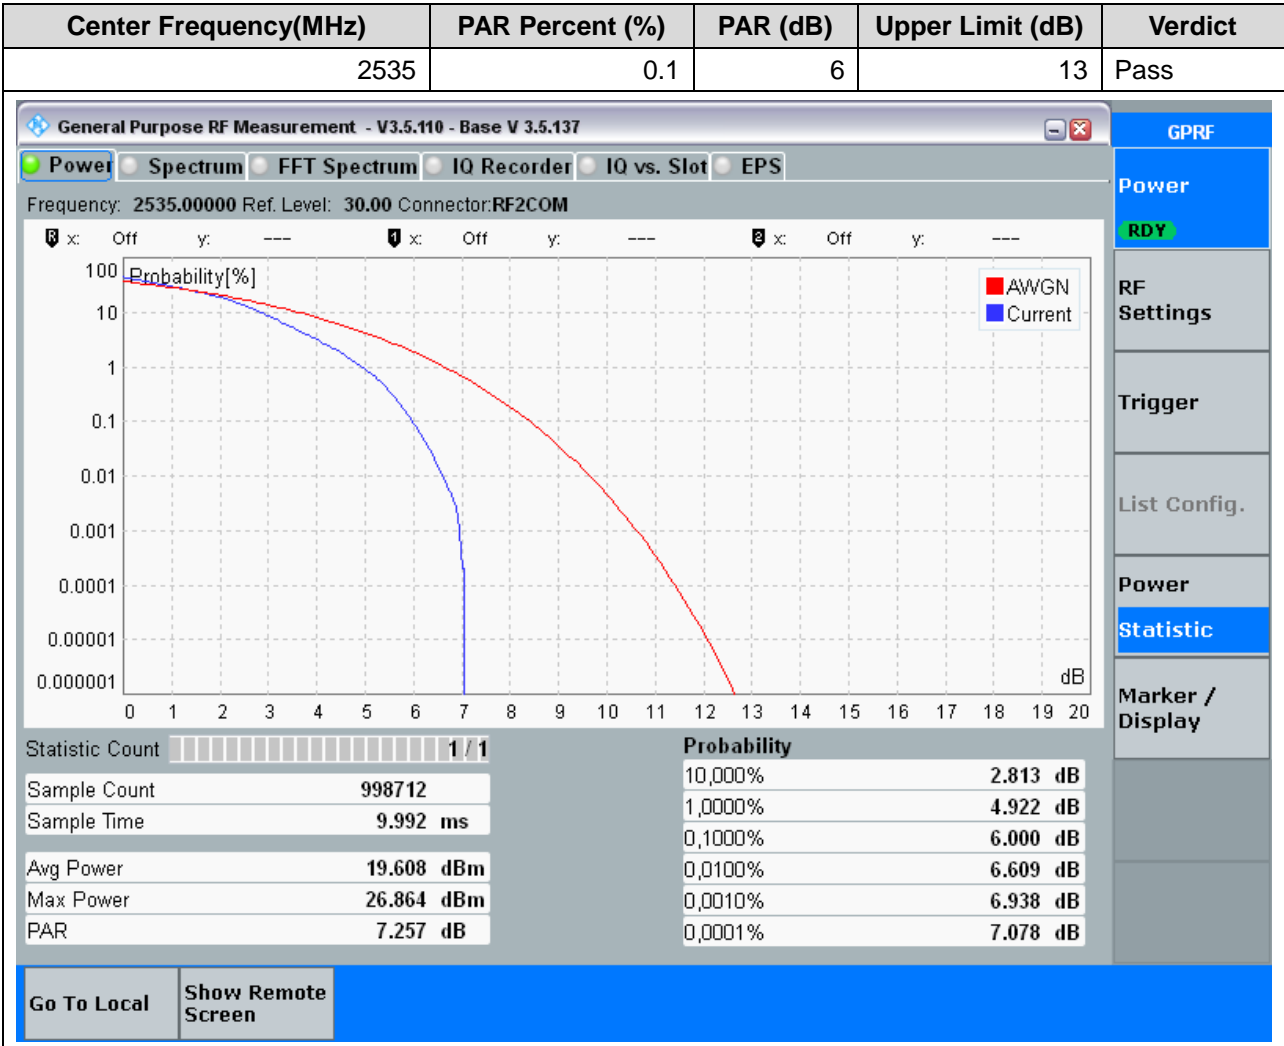 Center Frequency(MHz) PAR Percent (%) PAR (dB) Upper Limit (dB) Verdict
2535 0.1 6 13 Pass
General Purpose RF Measurement - V3.5.110 - Base V 3.5.137
GPRF
Power Spectrum FFT Spectrum IQ Recorder IQ vs. Slot EPS
Power
RDY
Frequency: 2535.00000 Ref. Level: 30.00 Connector:RF2COM
R x: Off y: --- 1 x: Off y: --- 2 x: Off y: ---
Probability[%]
AWGN
Current
100
10
1
0.1
0.01
0.001
0.0001
0.00001
0.000001
dB
0 1 2 3 4 5 6 7 8 9 10 11 12 13 14 15 16 17 18 19 20
RF
Settings
Trigger
List Config.
Power
Statistic
Marker /
Display
Statistic Count 1 / 1
Sample Count 998712
Sample Time 9.992 ms
Avg Power 19.608 dBm
Max Power 26.864 dBm
PAR 7.257 dB
Probability
10,000% 2.813 dB
1,0000% 4.922 dB
0,1000% 6.000 dB
0,0100% 6.609 dB
0,0010% 6.938 dB
0,0001% 7.078 dB
Go To Local
Show Remote
Screen